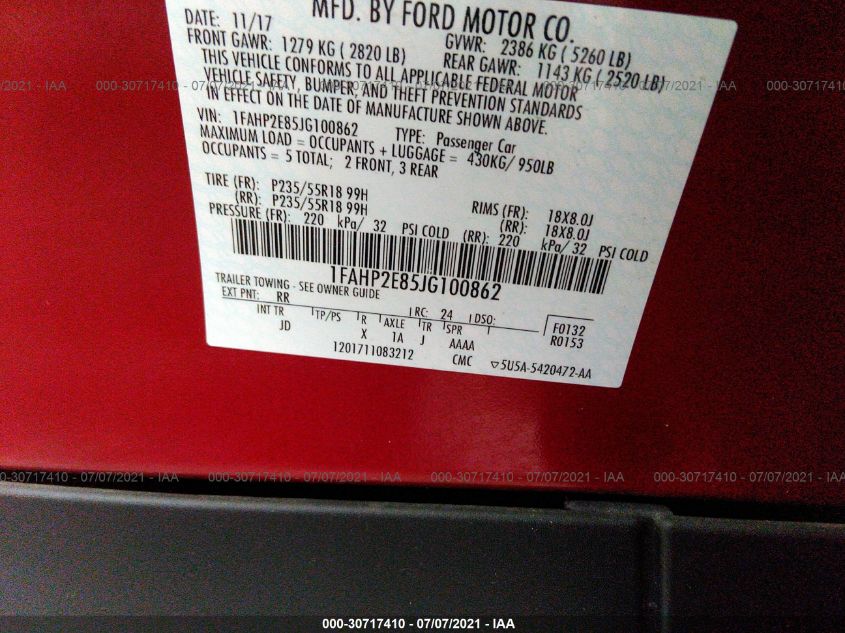 MFD. BY FORD MOTOR CO.
DATE: 11/17 GVWR: 2386 KG ( 5260 LB)
FRONT GAWR: 1279 KG ( 2820 LB) REAR GAWR: 1143 KG ( 2520 LB)
THIS VEHICLE CONFORMS TO ALL APPLICABLE FEDERAL MOTOR
VEHICLE SAFETY, BUMPER, AND THEFT PREVENTION STANDARDS
IN EFFECT ON THE DATE OF MANUFACTURE SHOWN ABOVE.
VIN: 1FAHP2E85JG100862 TYPE: Passenger Car
MAXIMUM LOAD = OCCUPANTS + LUGGAGE = 430KG/ 950LB
OCCUPANTS = 5 TOTAL; 2 FRONT, 3 REAR
TIRE (FR): P235/55R18 99H RIMS (FR): 18X8.0J
(RR): P235/55R18 99H (RR): 18X8.0J
PRESSURE (FR): 220 kPa/ 32 PSI COLD (RR): 220 kPa/ 32 PSI COLD
1FAHP2E85JG100862
TRAILER TOWING - SEE OWNER GUIDE
EXT PNT: RR RC: 24 DSO:
INT TR TP/PS R AXLE TR SPR F0132
JD X 1A J AAAA R0153
1201711083212 CMC ▽5U5A-5420472-AA
000-30717410 - 07/07/2021 - IAA